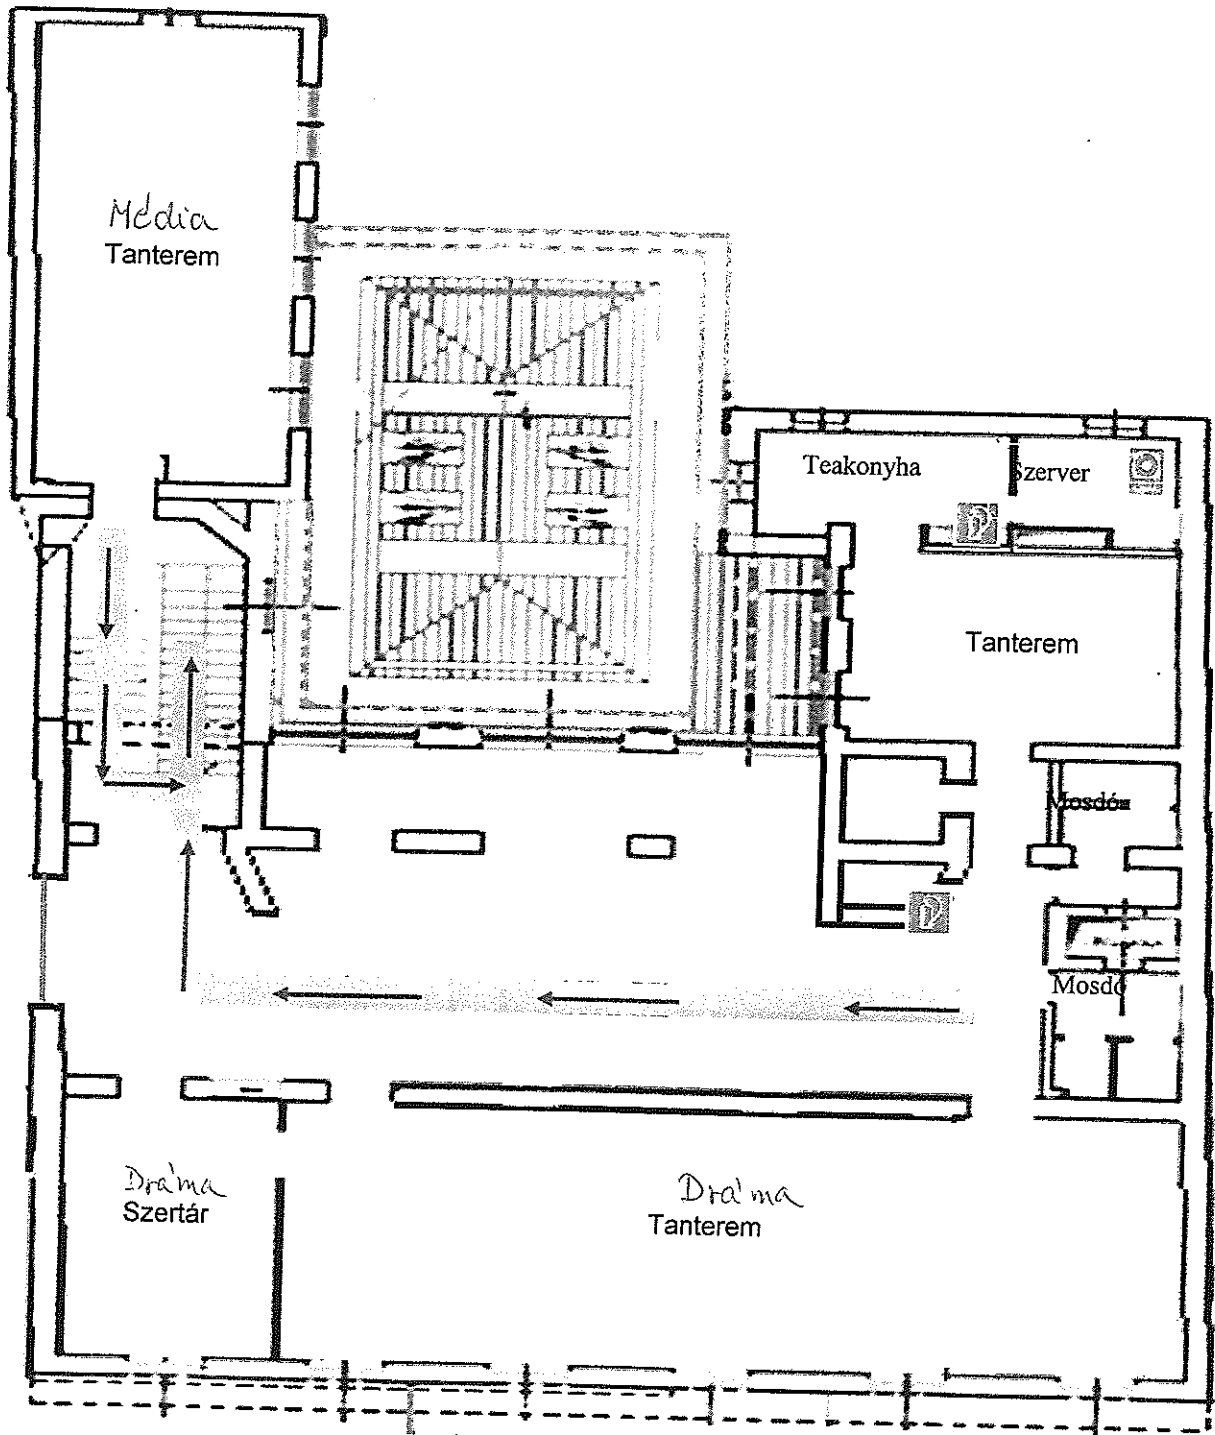 Média
Tanterem
Teakonyha
Szerver
Tanterem
Mosdó
Mosdó
Dráma
Szertár
Dráma
Tanterem